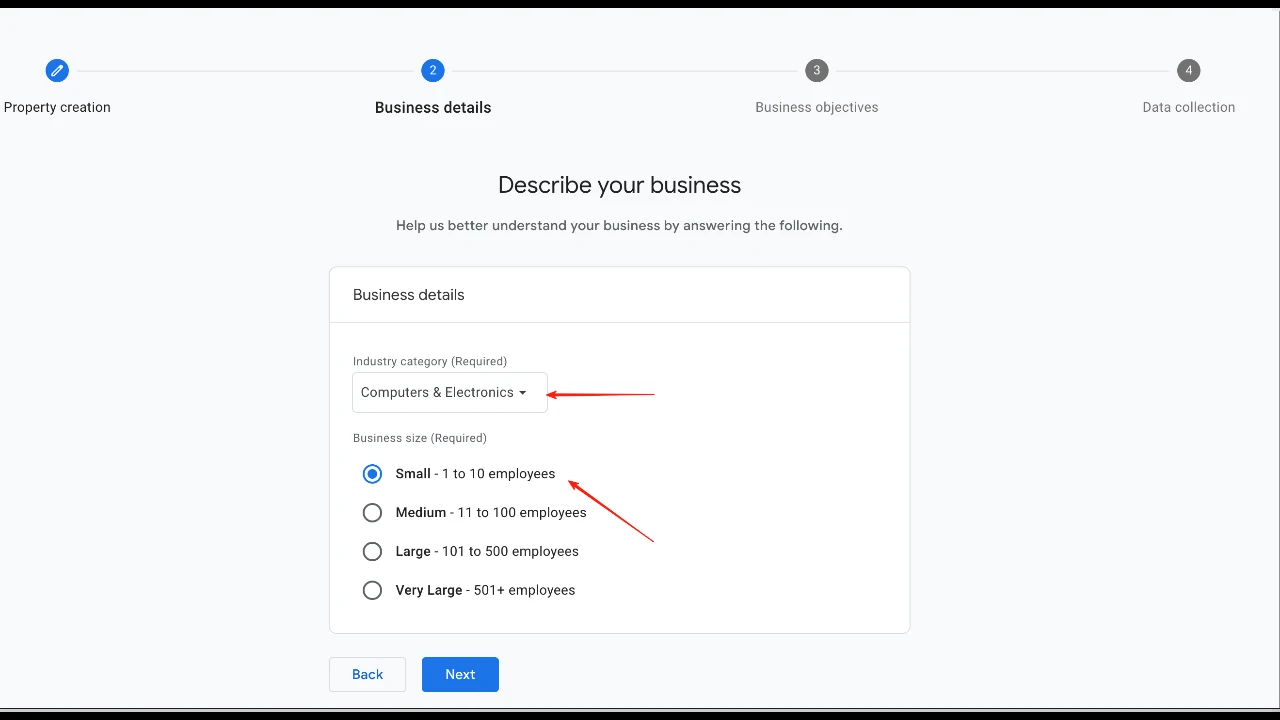 2
3
4
Property creation
Business details
Business objectives
Data collection
Describe your business
Help us better understand your business by answering the following.
Business details
Industry category (Required)
Computers & Electronics
Business size (Required)
Small - 1 to 10 employees
Medium - 11 to 100 employees
Large - 101 to 500 employees
Very Large - 501+ employees
Back
Next